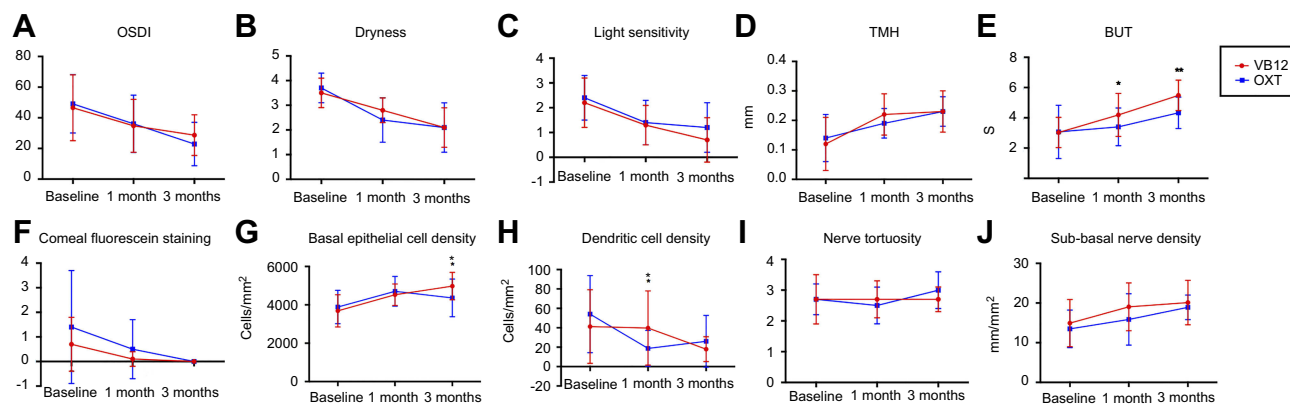 A OSDI
80
60
40
20
0
Baseline 1 month 3 months
B Dryness
5
4
3
2
1
0
Baseline 1 month 3 months
C Light sensitivity
4
3
2
1
0
-1
Baseline 1 month 3 months
D TMH
mm
0.4
0.3
0.2
0.1
0.0
Baseline 1 month 3 months
E BUT
S
8
6
4
2
0
* **
Baseline 1 month 3 months
VB12
OXT
F Corneal fluorescein staining
4
3
2
1
0
-1
Baseline 1 month 3 months
G Basal epithelial cell density
Cells/mm²
6000
4000
2000
0
**
Baseline 1 month 3 months
H Dendritic cell density
Cells/mm²
100
80
60
40
20
0
-20
**
Baseline 1 month 3 months
I Nerve tortuosity
4
3
2
1
0
Baseline 1 month 3 months
J Sub-basal nerve density
mm/mm²
30
20
10
0
Baseline 1 month 3 months